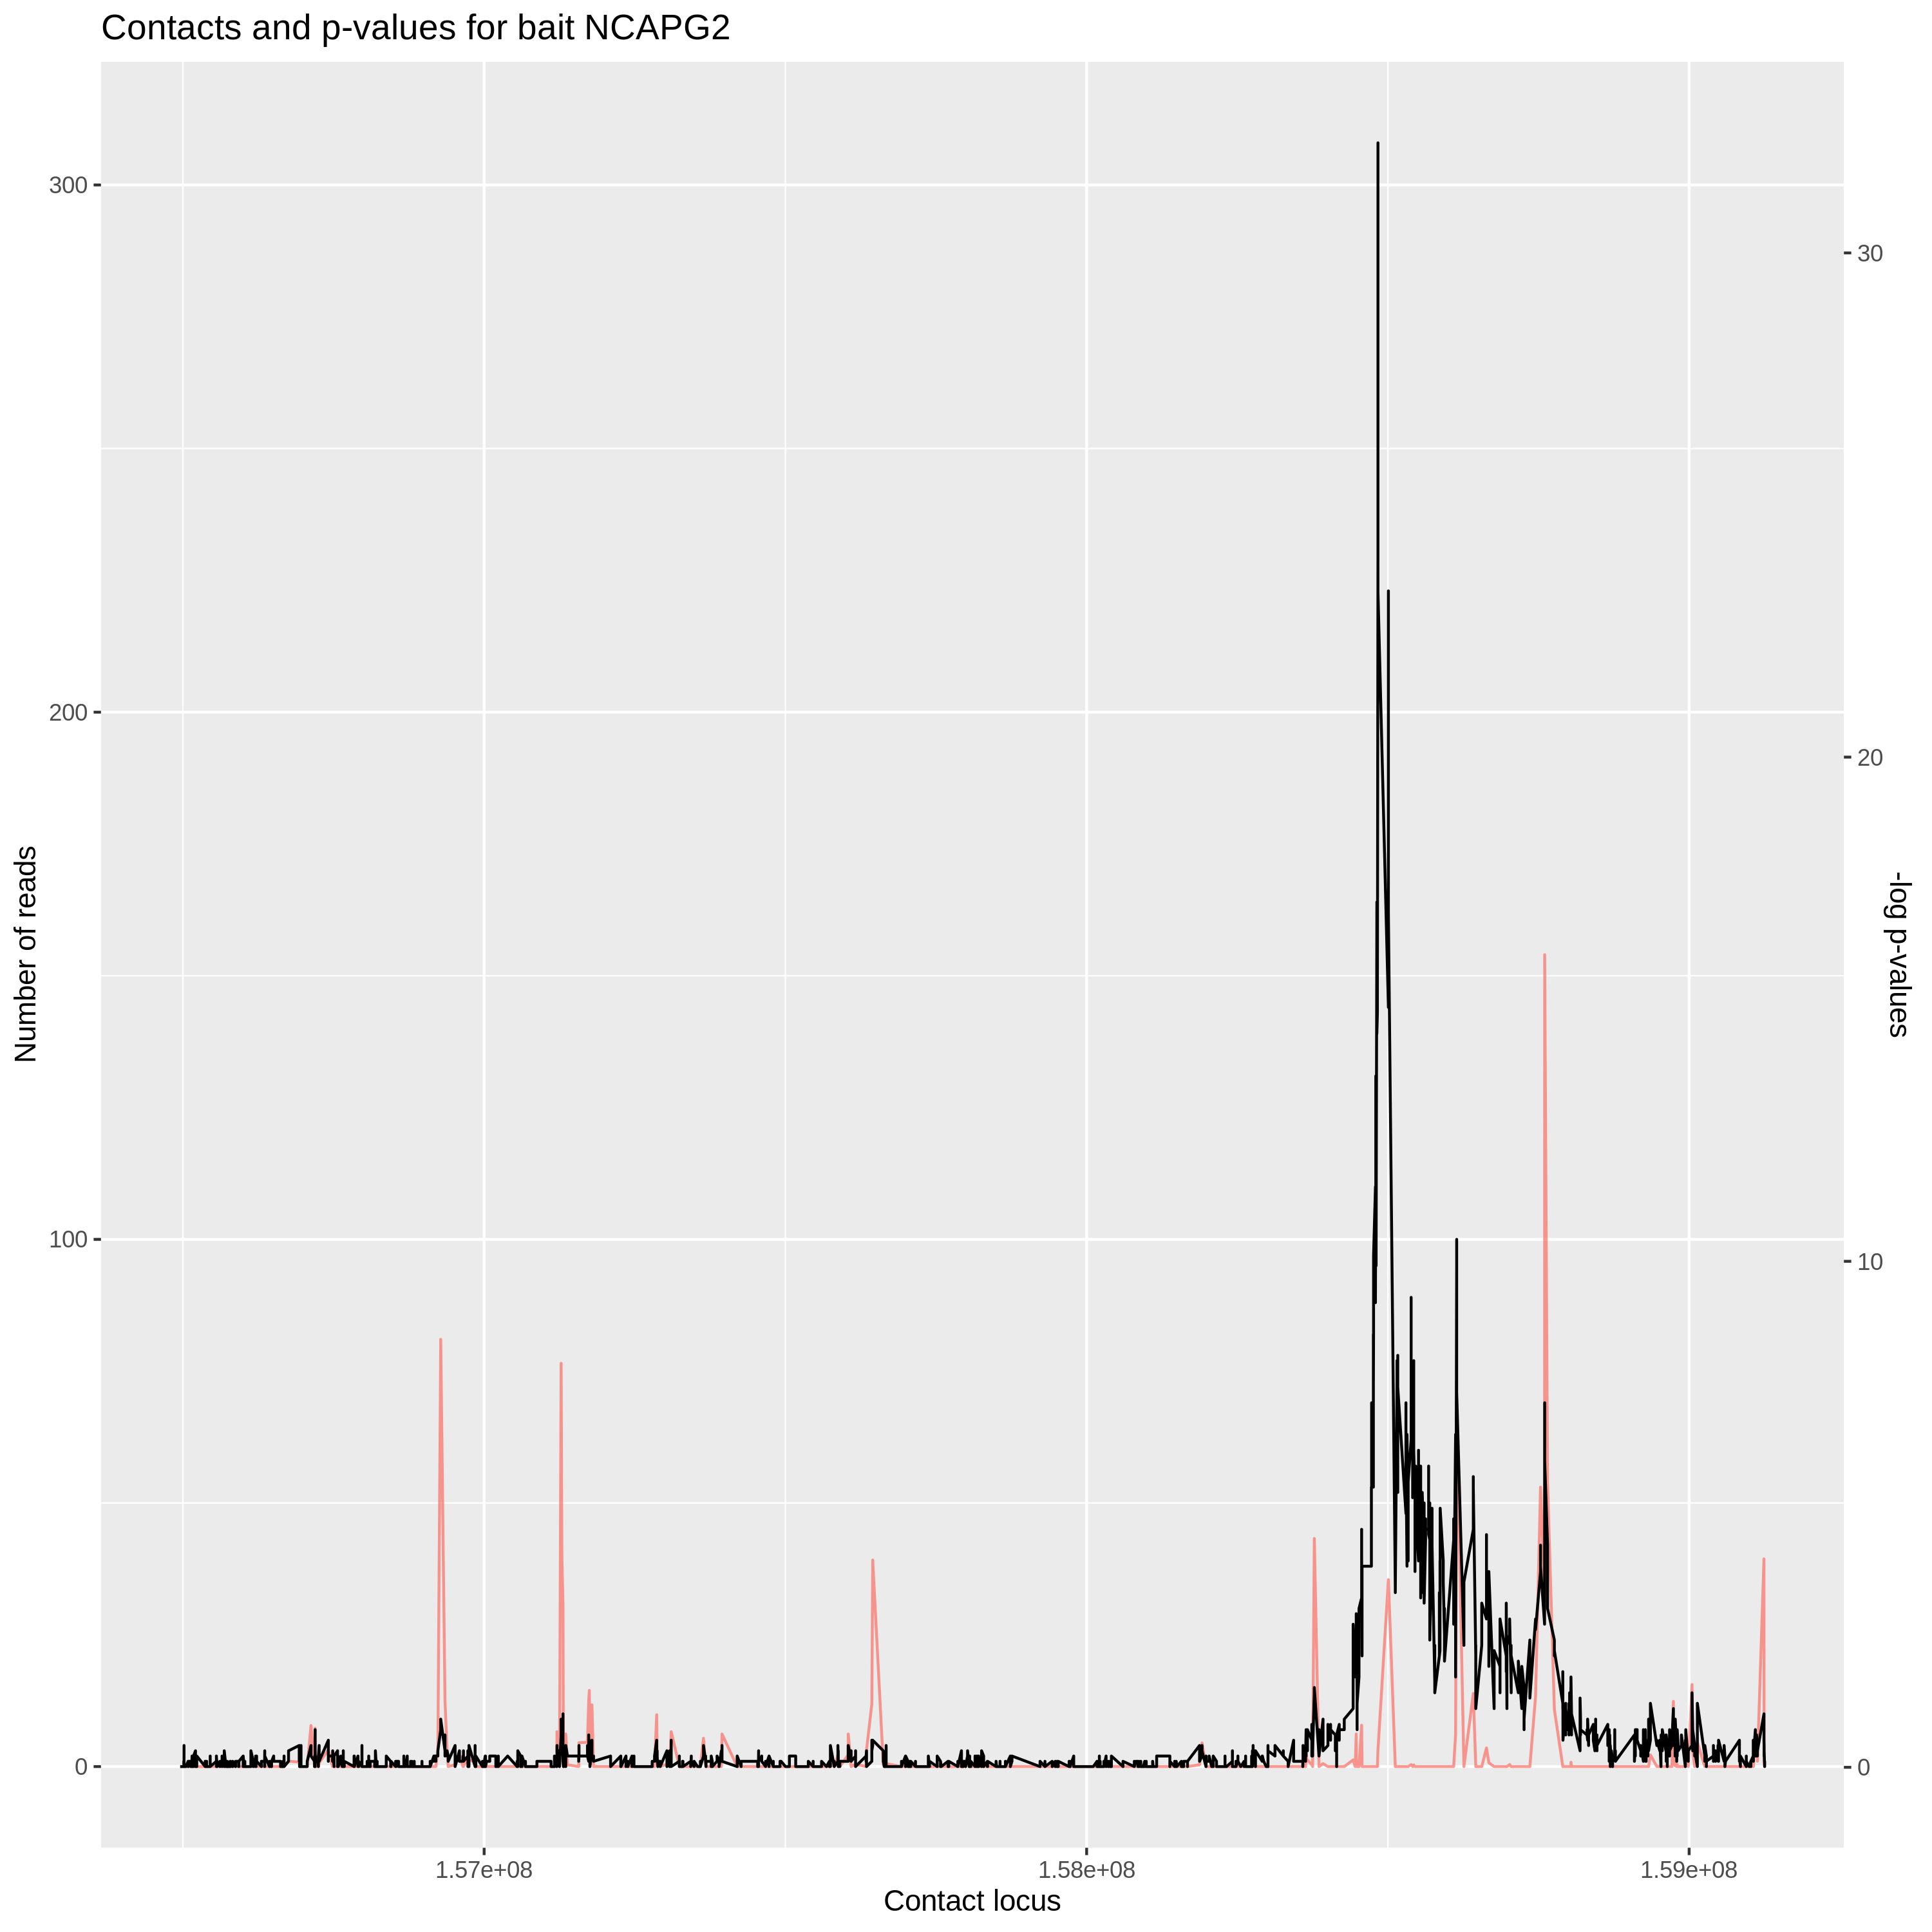 Contacts and p-values for bait NCAPG2
300
200
100
0
Number of reads
30
20
10
0
-log p-values
1.57e+08
1.58e+08
1.59e+08
Contact locus